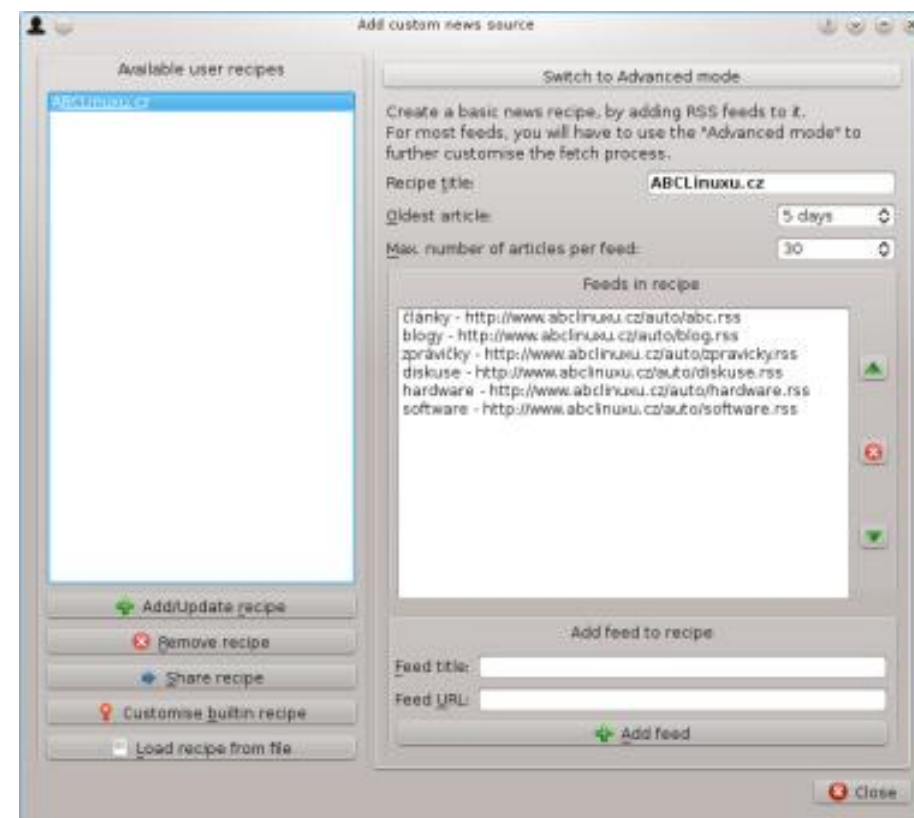 Add custom news source
Available user recipes
ABCLinuxu.cz
Add/Update recipe
Remove recipe
Share recipe
Customise builtin recipe
Load recipe from file
Switch to Advanced mode
Create a basic news recipe, by adding RSS feeds to it.
For most feeds, you will have to use the "Advanced mode" to
further customise the fetch process.
Recipe title: ABCLinuxu.cz
Oldest article: 5 days
Max. number of articles per feed: 30
Feeds in recipe
články - http://www.abclinuxu.cz/auto/abc.rss
blogy - http://www.abclinuxu.cz/auto/blog.rss
zprávičky - http://www.abclinuxu.cz/auto/zpravicky.rss
diskuse - http://www.abclinuxu.cz/auto/diskuse.rss
hardware - http://www.abclinuxu.cz/auto/hardware.rss
software - http://www.abclinuxu.cz/auto/software.rss
Add feed to recipe
Feed title:
Feed URL:
Add feed
Close